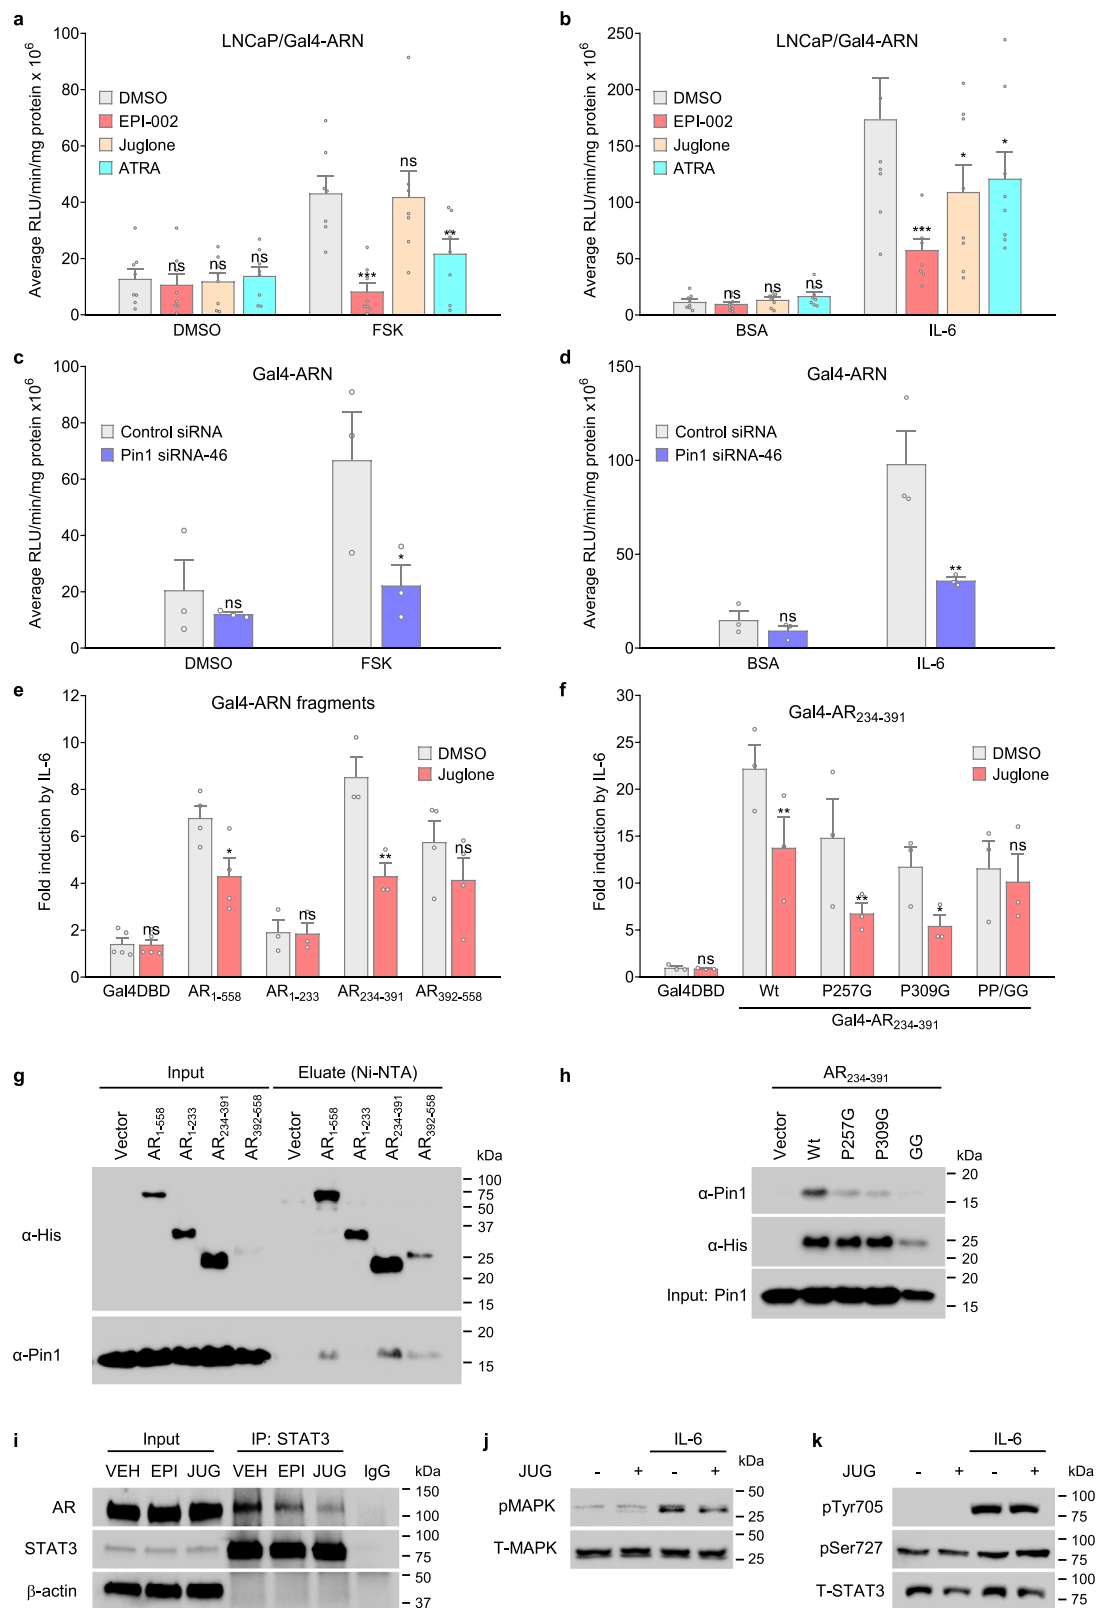 a
LNCaP/Gal4-ARN
Average RLU/min/mg protein x 10⁶
100
80
60
40
20
0
DMSO
EPI-002
Juglone
ATRA
ns
ns
ns
***
ns
**
DMSO
FSK
b
LNCaP/Gal4-ARN
Average RLU/min/mg protein x 10⁶
250
200
150
100
50
0
DMSO
EPI-002
Juglone
ATRA
ns
ns
ns
***
*
*
BSA
IL-6
c
Gal4-ARN
Average RLU/min/mg protein x10⁶
100
80
60
40
20
0
Control siRNA
Pin1 siRNA-46
ns
*
DMSO
FSK
d
Gal4-ARN
Average RLU/min/mg protein x10⁶
150
100
50
0
Control siRNA
Pin1 siRNA-46
ns
**
BSA
IL-6
e
Gal4-ARN fragments
Fold induction by IL-6
12
10
8
6
4
2
0
DMSO
Juglone
ns
*
ns
**
ns
Gal4DBD
AR₁₋₅₅₈
AR₁₋₂₃₃
AR₂₃₄₋₃₉₁
AR₃₉₂₋₅₅₈
f
Gal4-AR₂₃₄₋₃₉₁
Fold induction by IL-6
30
25
20
15
10
5
0
DMSO
Juglone
ns
**
**
*
ns
Gal4DBD
Wt
P257G
P309G
PP/GG
Gal4-AR₂₃₄₋₃₉₁
g
Input
Eluate (Ni-NTA)
Vector
AR₁₋₅₅₈
AR₁₋₂₃₃
AR₂₃₄₋₃₉₁
AR₃₉₂₋₅₅₈
Vector
AR₁₋₅₅₈
AR₁₋₂₃₃
AR₂₃₄₋₃₉₁
AR₃₉₂₋₅₅₈
kDa
α-His
100
75
50
37
25
20
15
α-Pin1
20
15
h
AR₂₃₄₋₃₉₁
Vector
Wt
P257G
P309G
GG
kDa
α-Pin1
20
15
α-His
25
20
Input: Pin1
20
15
i
Input
IP: STAT3
VEH EPI JUG VEH EPI JUG IgG kDa
AR
150
100
STAT3
100
75
β-actin
50
37
j
IL-6
JUG - + - + kDa
pMAPK
50
25
T-MAPK
50
25
k
IL-6
JUG - + - + kDa
pTyr705
100
75
pSer727
100
75
T-STAT3
100
75